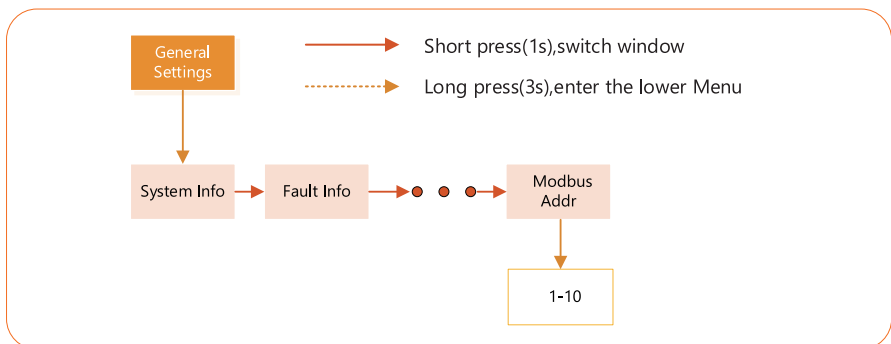 General
Settings
Short press(1s),switch window
Long press(3s),enter the lower Menu
System Info
Fault Info
Modbus
Addr
1-10